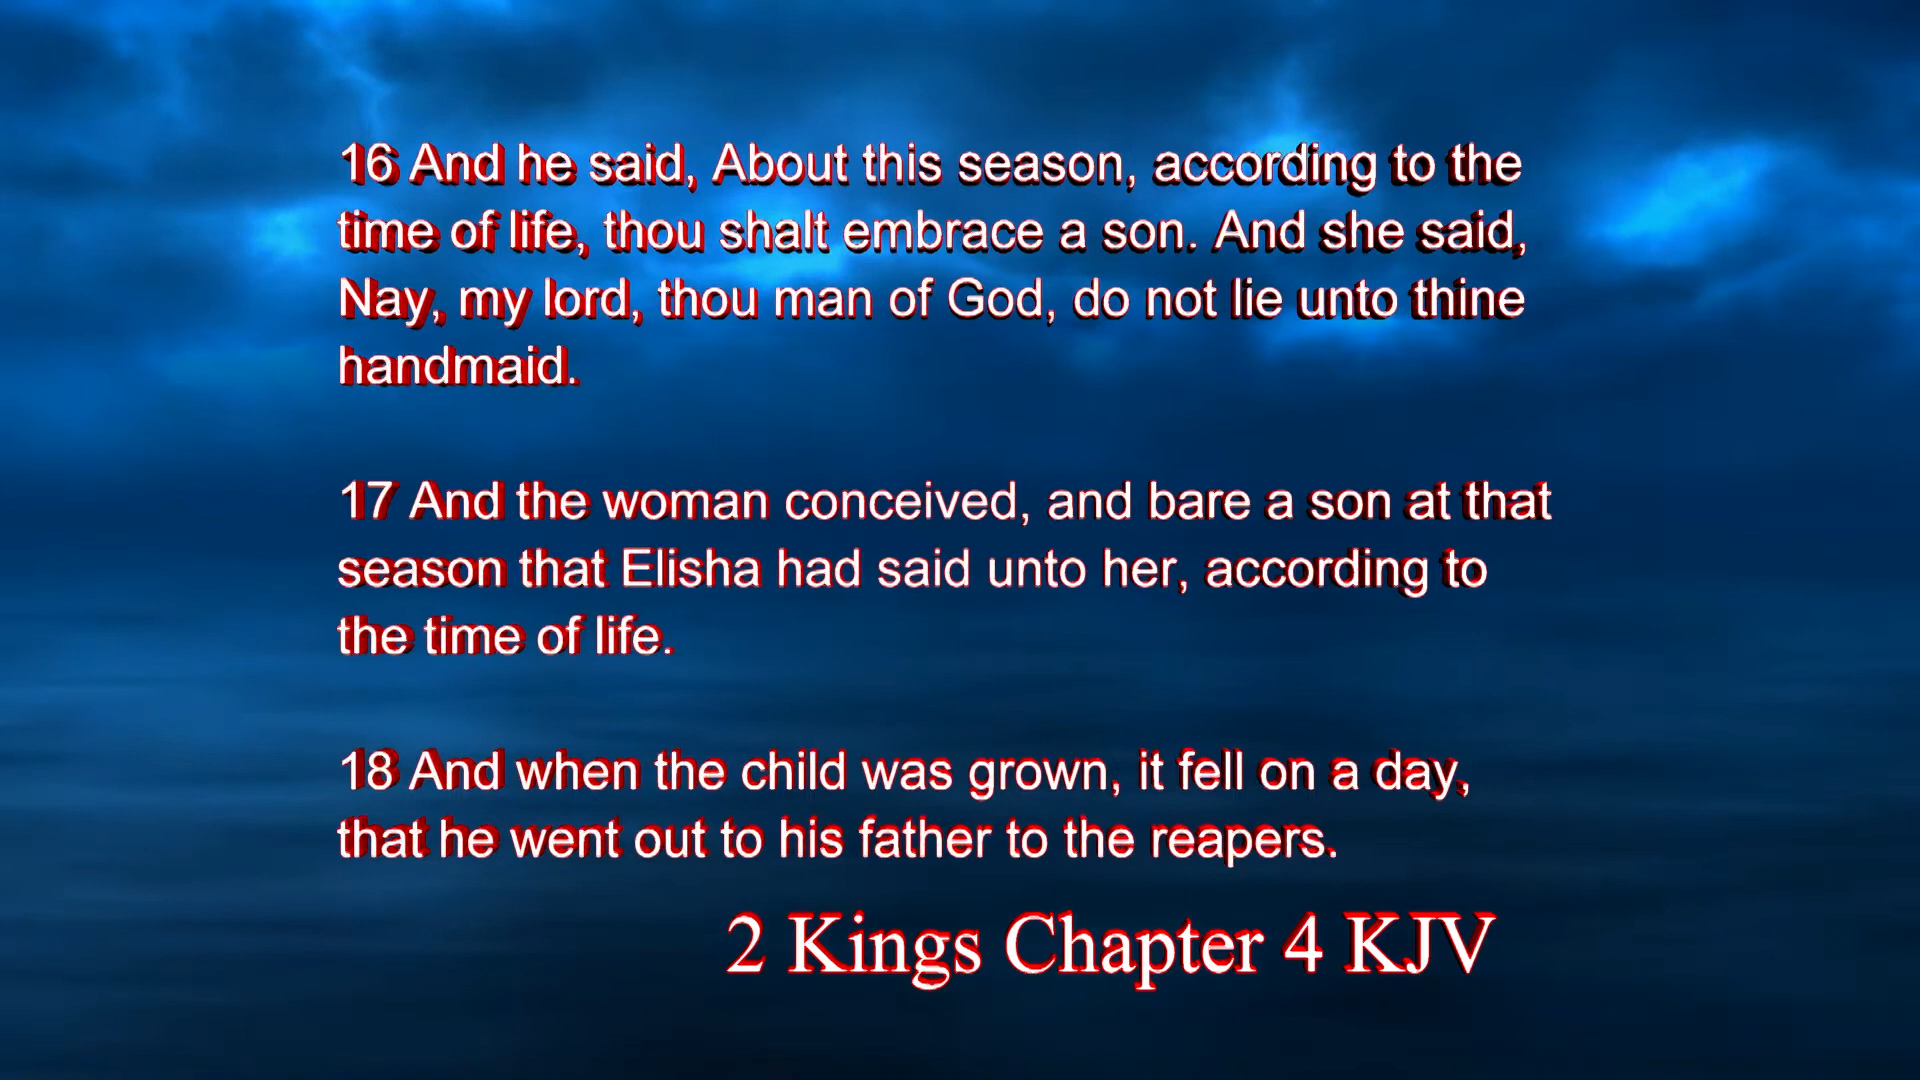 16 And he said, About this season, according to the
time of life, thou shalt embrace a son. And she said,
Nay, my lord, thou man of God, do not lie unto thine
handmaid.
17 And the woman conceived, and bare a son at that
season that Elisha had said unto her, according to
the time of life.
18 And when the child was grown, it fell on a day,
that he went out to his father to the reapers.
2 Kings Chapter 4 KJV